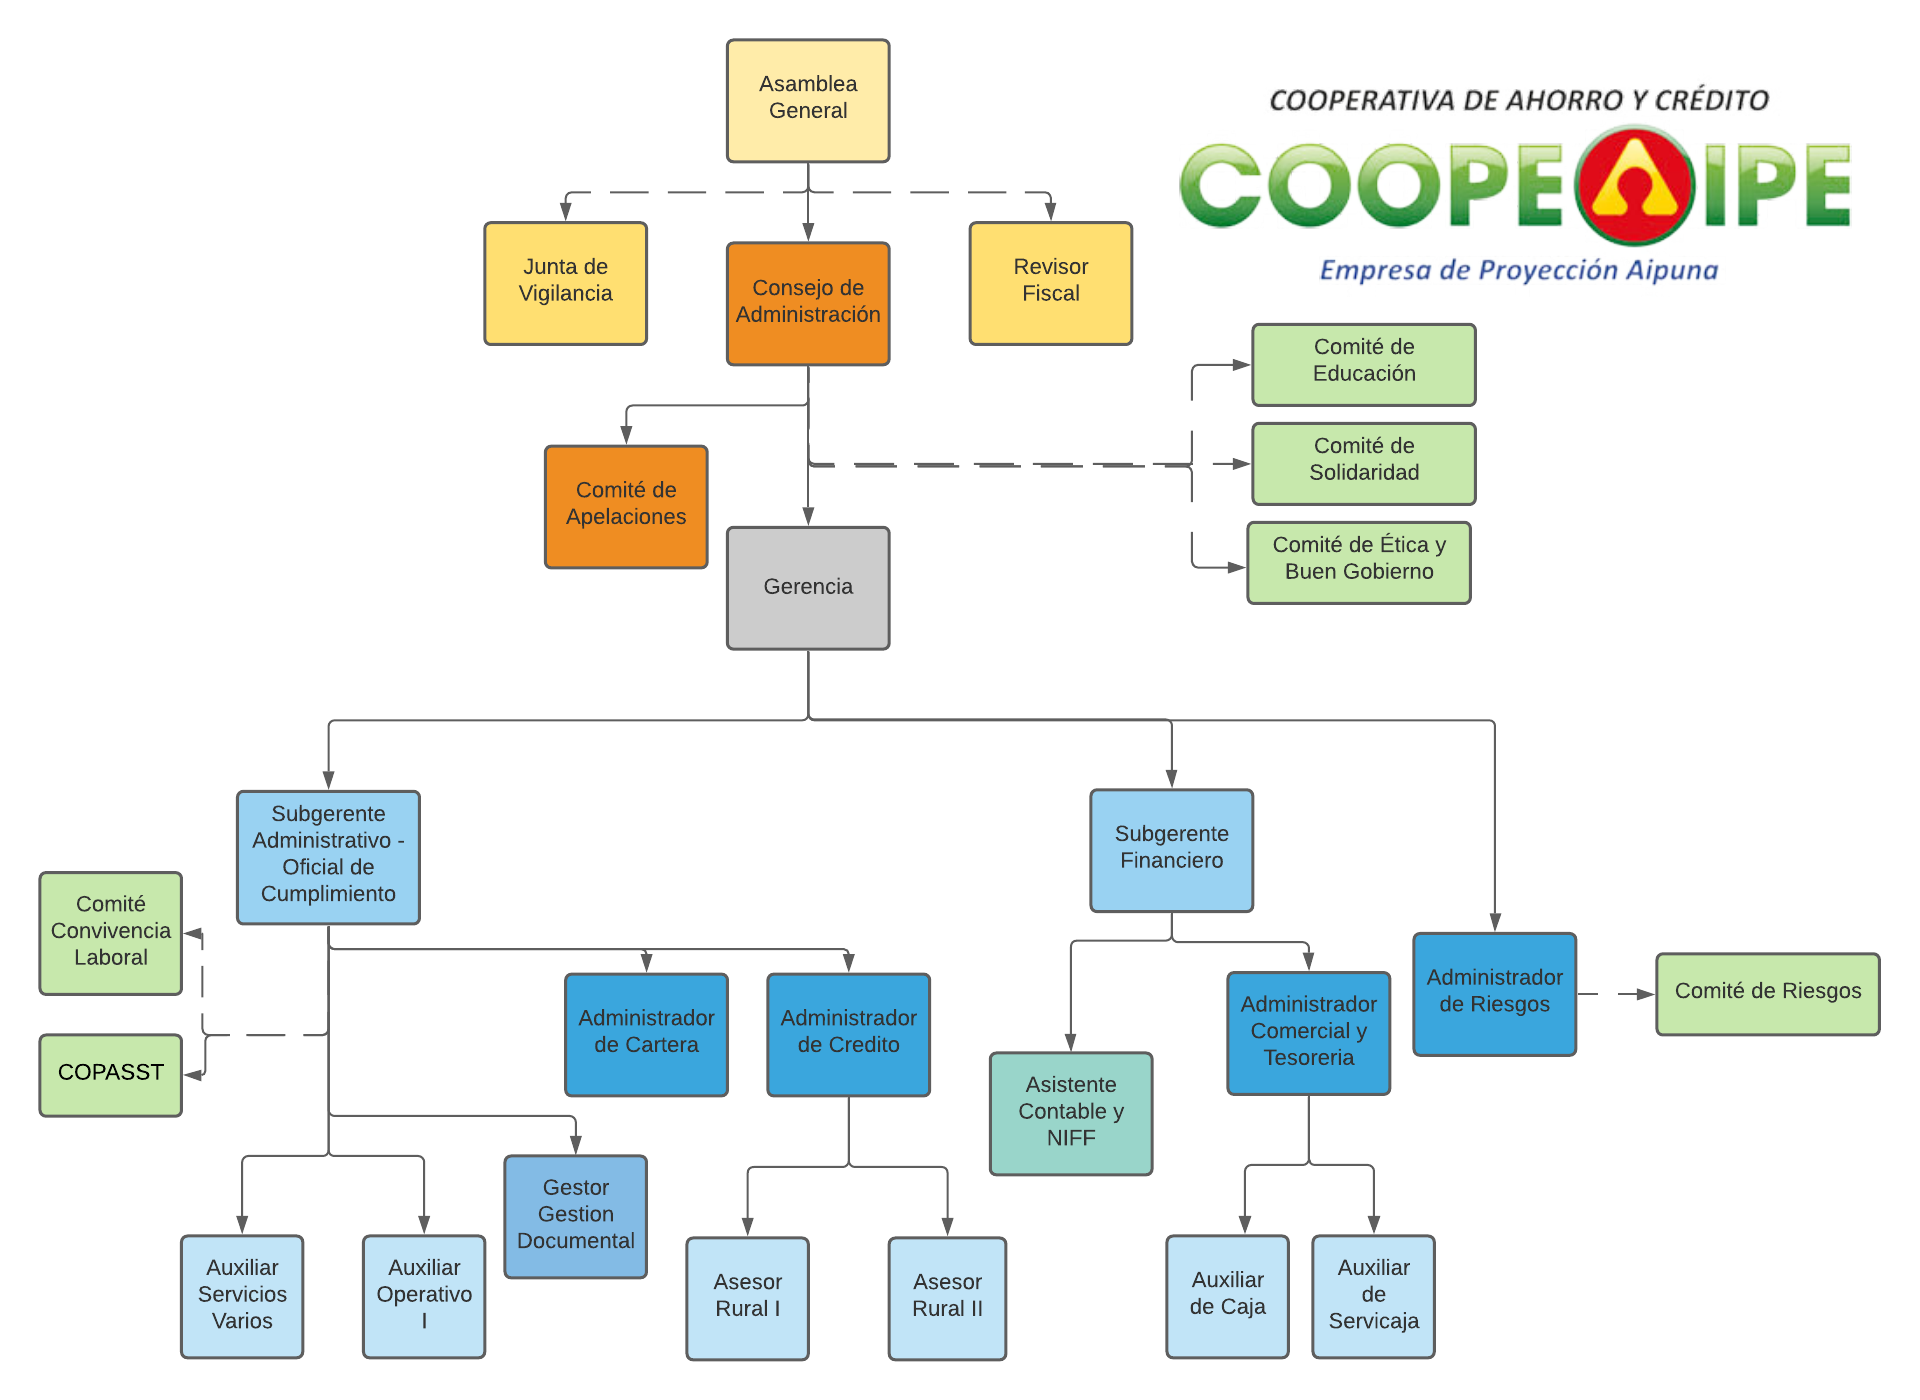 Asamblea
General
COOPERATIVA DE AHORRO Y CRÉDITO
COOPEAIPE
Empresa de Proyección Aipuna
Junta de
Vigilancia
Consejo de
Administración
Revisor
Fiscal
Comité de
Educación
Comité de
Solidaridad
Comité de Ética y
Buen Gobierno
Comité de
Apelaciones
Gerencia
Subgerente
Administrativo -
Oficial de
Cumplimiento
Subgerente
Financiero
Comité
Convivencia
Laboral
COPASST
Administrador
de Cartera
Administrador
de Credito
Asistente
Contable y
NIFF
Administrador
Comercial y
Tesoreria
Administrador
de Riesgos
Comité de Riesgos
Gestor
Gestion
Documental
Auxiliar
Servicios
Varios
Auxiliar
Operativo
I
Asesor
Rural I
Asesor
Rural II
Auxiliar
de Caja
Auxiliar
de
Servicaja